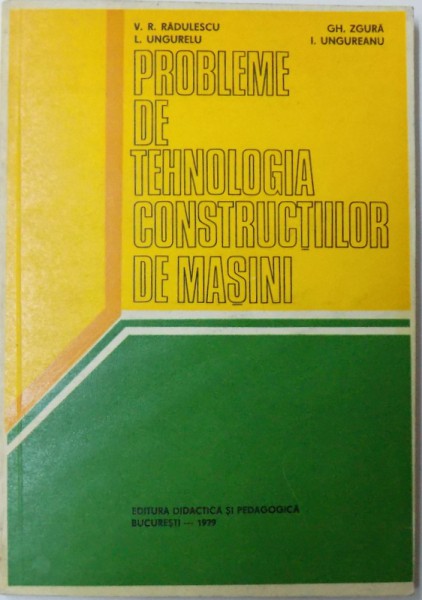 V. R. RĂDULESCU
L. UNGURELU
GH. ZGURĂ
I. UNGUREANU
PROBLEME
DE
TEHNOLOGIA
CONSTRUCȚIILOR
DE MAȘINI
EDITURA DIDACTICĂ ȘI PEDAGOGICĂ
BUCUREȘTI — 1979